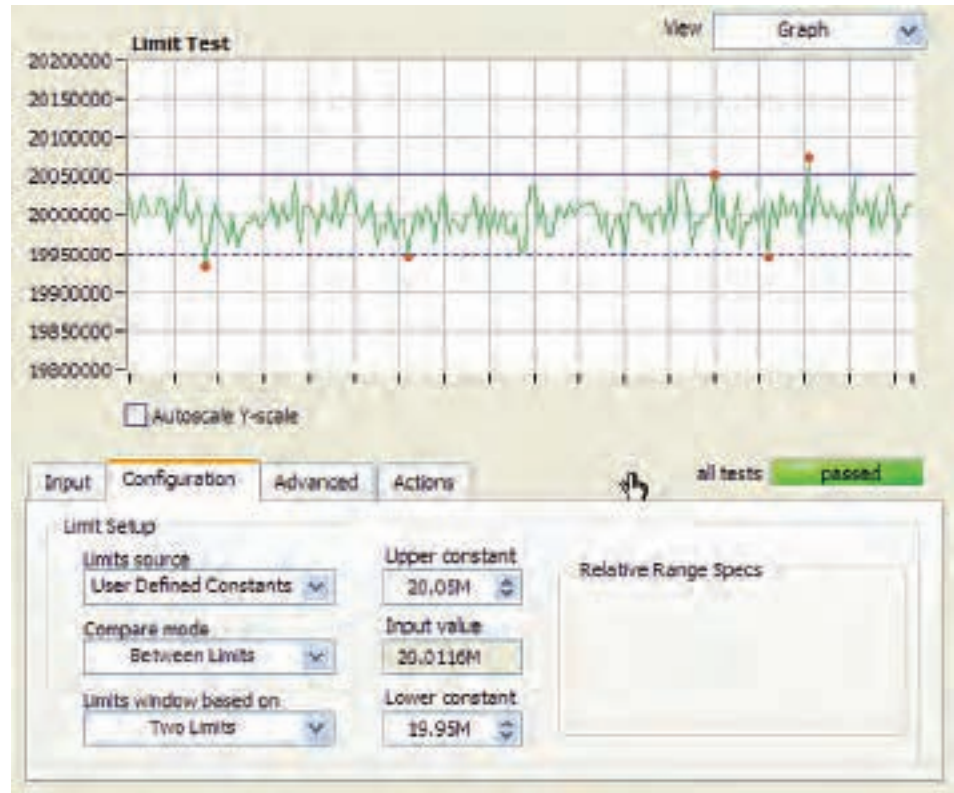 View Graph
Limit Test
20200000
20150000
20100000
20050000
20000000
19950000
19900000
19850000
19800000
Autoscale Y-scale
Input Configuration Advanced Actions
all tests passed
Limit Setup
Limits source
User Defined Constants
Upper constant
20.05M
Relative Range Specs
Compare mode
Between Limits
Input value
20.0116M
Limits window based on
Two Limits
Lower constant
19.95M